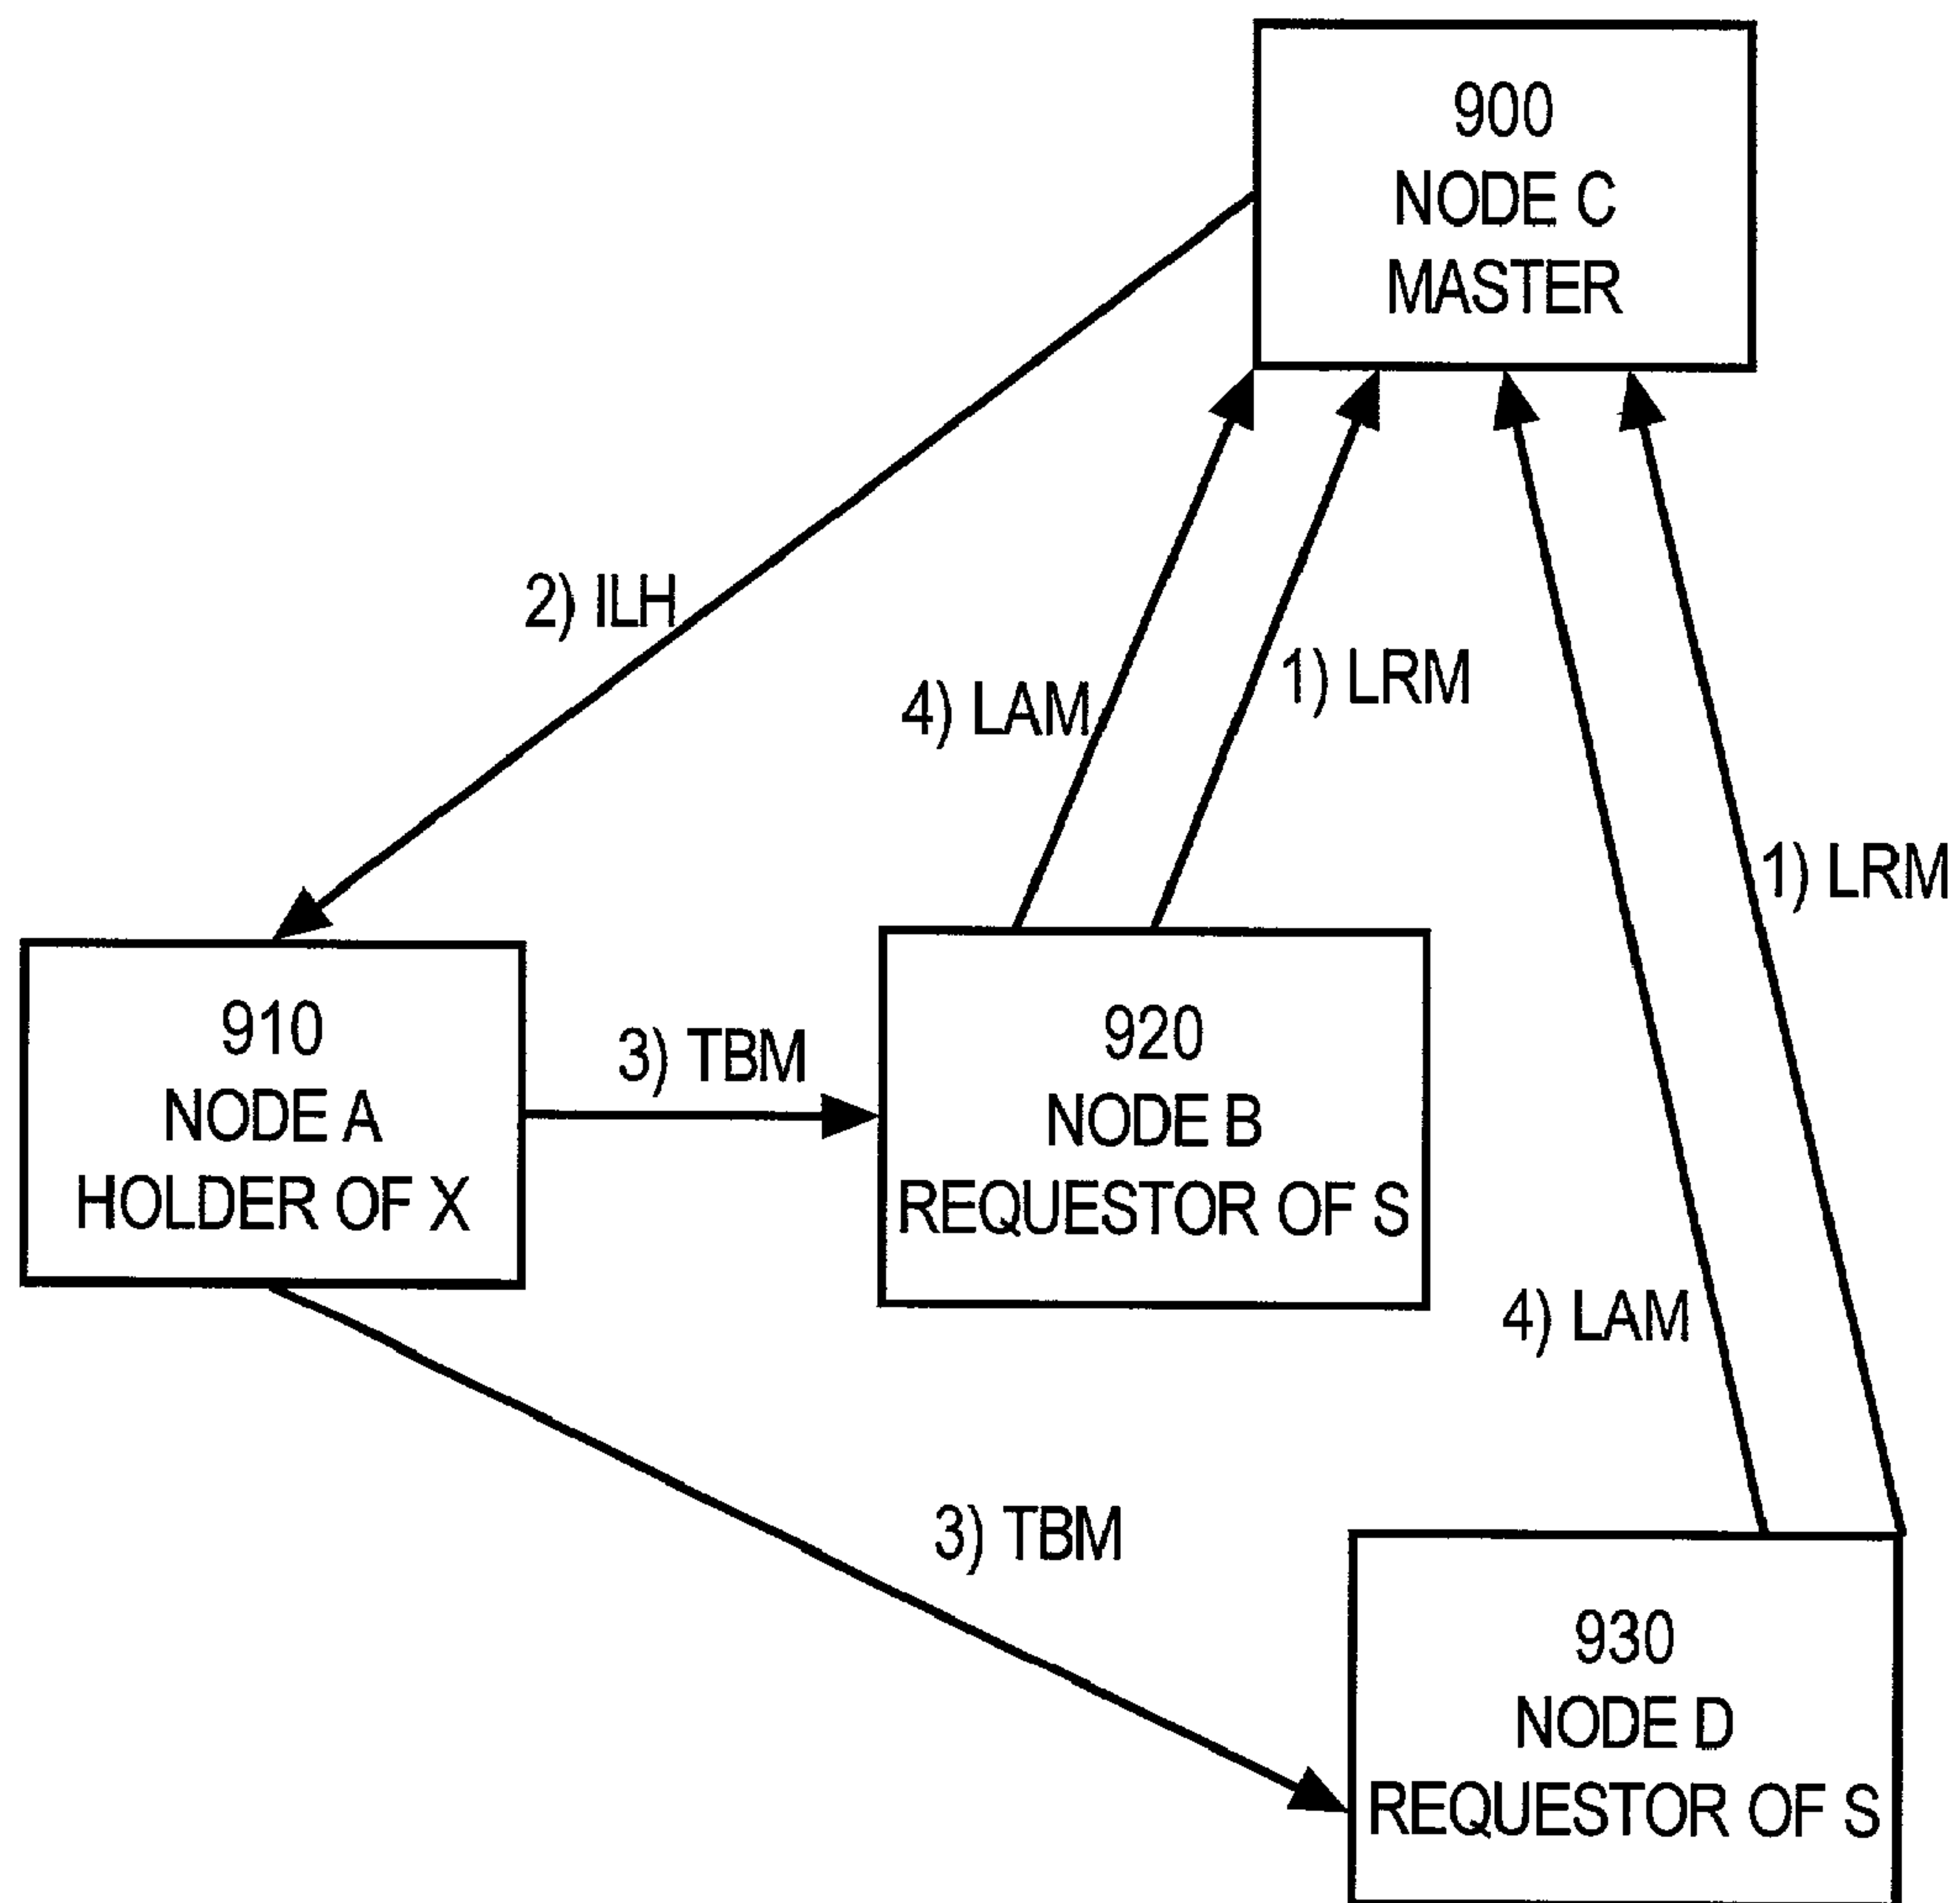 900
NODE C
MASTER
2) ILH
4) LAM
1) LRM
1) LRM
910
NODE A
HOLDER OF X
3) TBM
920
NODE B
REQUESTOR OF S
4) LAM
3) TBM
930
NODE D
REQUESTOR OF S